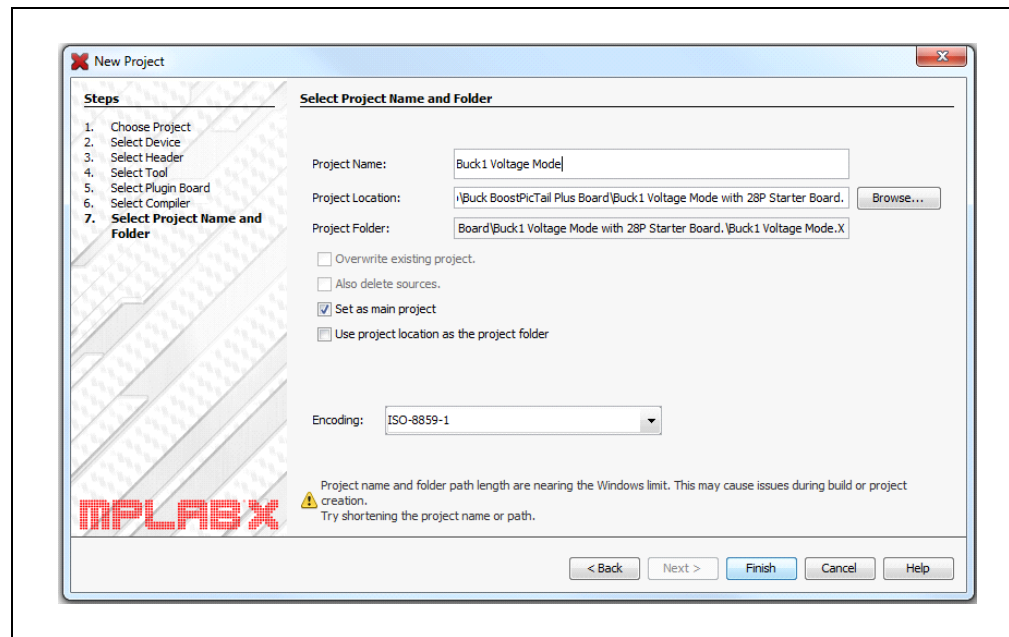 New Project
Steps
1. Choose Project
2. Select Device
3. Select Header
4. Select Tool
5. Select Plugin Board
6. Select Compiler
7. Select Project Name and
Folder
Select Project Name and Folder
Project Name: Buck1 Voltage Mode
Project Location: \Buck BoostPicTail Plus Board\Buck1 Voltage Mode with 28P Starter Board. Browse...
Project Folder: Board\Buck1 Voltage Mode with 28P Starter Board.\Buck1 Voltage Mode.X
Overwrite existing project.
Also delete sources.
Set as main project
Use project location as the project folder
Encoding: ISO-8859-1
Project name and folder path length are nearing the Windows limit. This may cause issues during build or project
creation.
Try shortening the project name or path.
MPLAB X
< Back Next > Finish Cancel Help